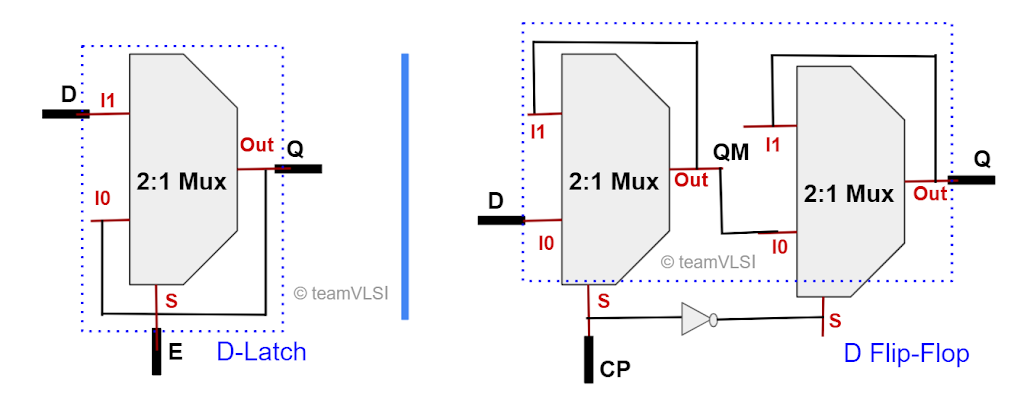 D
I1
Out
Q
2:1 Mux
I0
© teamVLSI
S
E
D-Latch
I1
QM
I1
Q
2:1 Mux
Out
2:1 Mux
Out
D
I0
I0
© teamVLSI
S
S
CP
D Flip-Flop